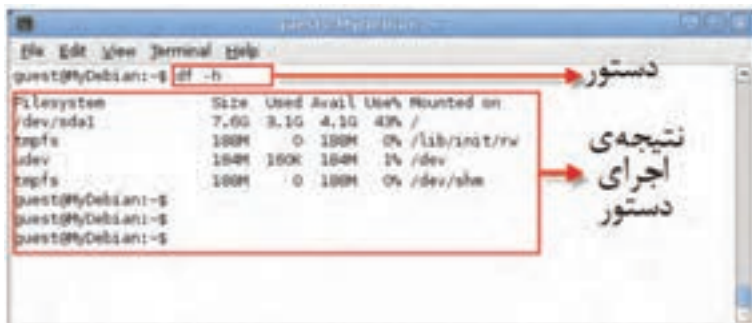 guest@MyDebian: ~
File Edit View Terminal Help
guest@MyDebian:~$ df -h
دستور
Filesystem Size Used Avail Use% Mounted on
/dev/sda1 7.6G 3.1G 4.1G 43% /
tmpfs 188M 0 188M 0% /lib/init/rw
udev 184M 160K 184M 1% /dev
tmpfs 188M 0 188M 0% /dev/shm
guest@MyDebian:~$
guest@MyDebian:~$
guest@MyDebian:~$
نتیجه‌ی
اجرای
دستور